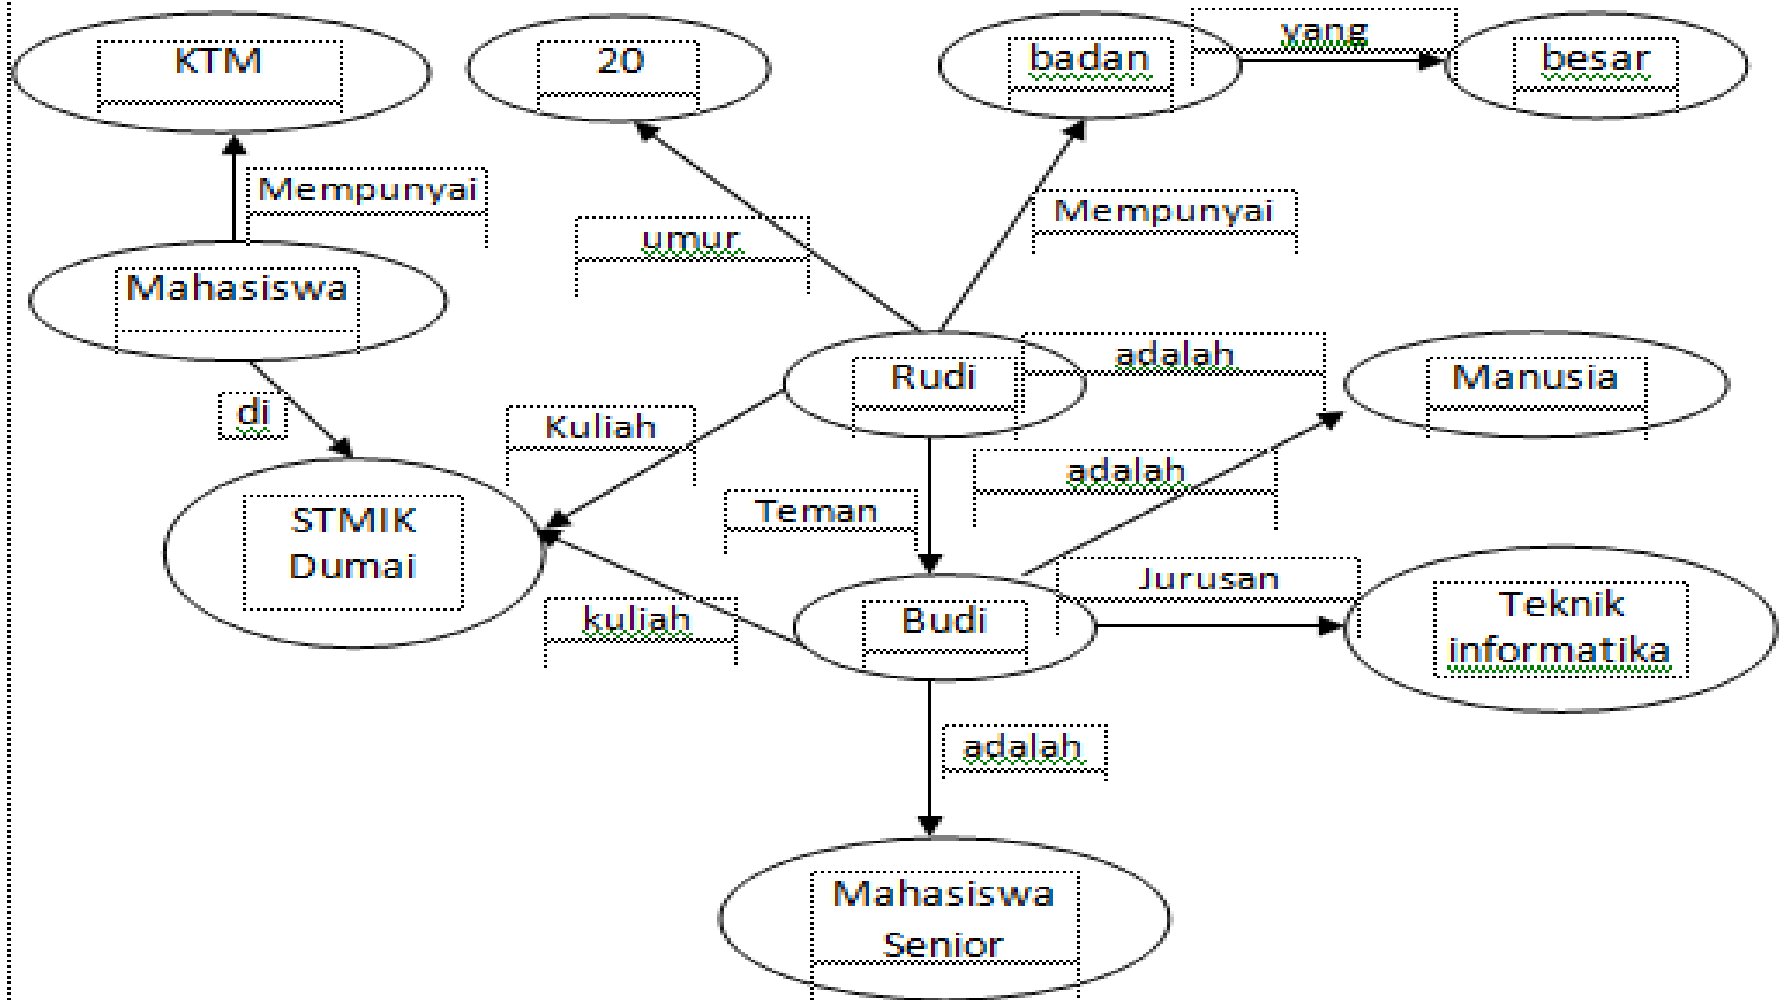 KTM
20
badan
yang
besar
Mempunyai
umur
Mempunyai
Mahasiswa
Rudi
adalah
Manusia
di
Kuliah
adalah
Teman
STMIK
Dumai
kuliah
Budi
Jurusan
Teknik
informatika
adalah
Mahasiswa
Senior